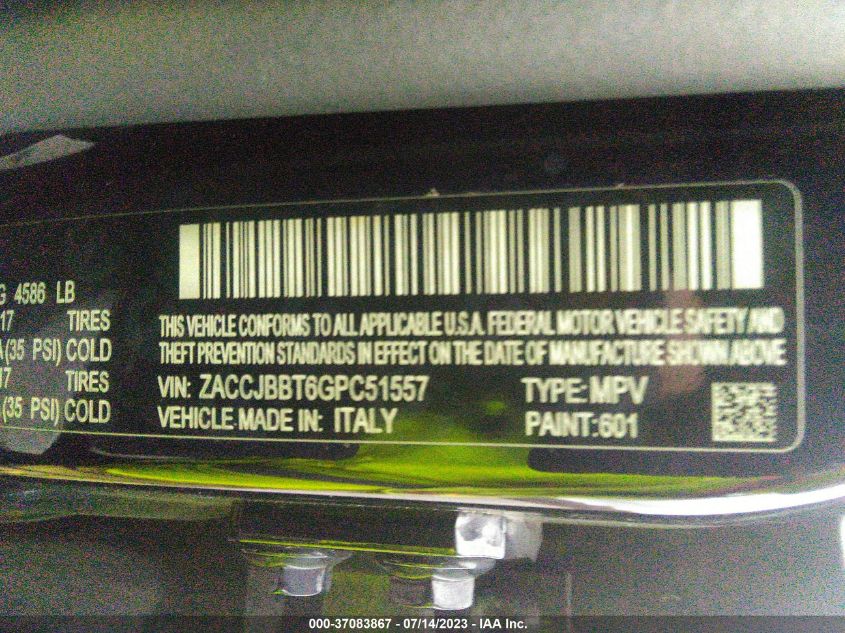 G 4586 LB
17 TIRES
(35 PSI) COLD
17 TIRES
(35 PSI) COLD
THIS VEHICLE CONFORMS TO ALL APPLICABLE U.S.A. FEDERAL MOTOR VEHICLE SAFETY AND
THEFT PREVENTION STANDARDS IN EFFECT ON THE DATE OF MANUFACTURE SHOWN ABOVE
VIN: ZACCJBBT6GPC51557 TYPE: MPV
VEHICLE MADE IN: ITALY PAINT: 601
000-37083867 / 07/14/2023 - IAA Inc.